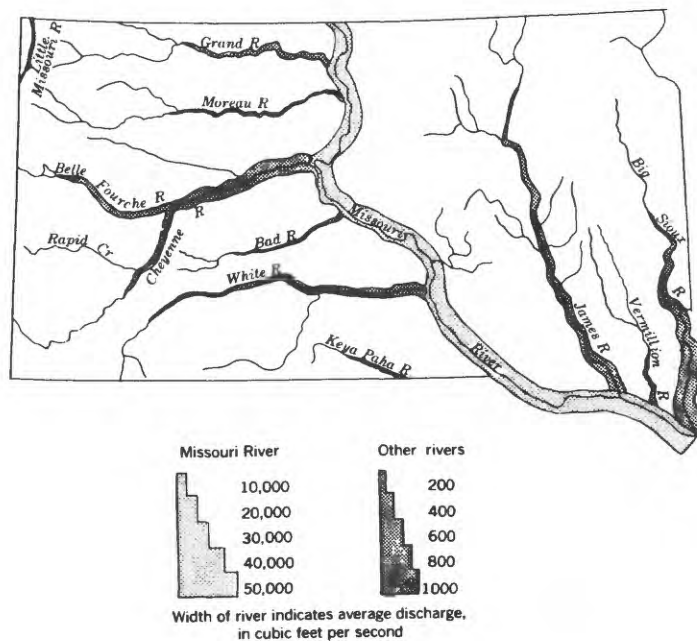 Little
Missouri R
Grand R
Moreau R
Belle
Fourche R
R
Rapid Cr
Cheyenne
Bad R
White R
Keya Paha R
Missouri
River
James R
Vermillion
R
Big
Sioux
R
Missouri River
10,000
20,000
30,000
40,000
50,000
Other rivers
200
400
600
800
1000
Width of river indicates average discharge,
in cubic feet per second